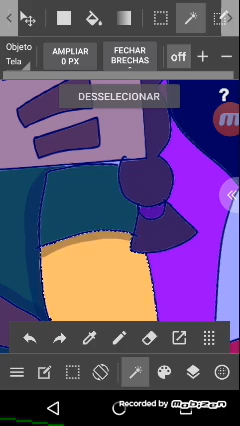 Objeto
Tela
AMPLIAR
0 PX
FECHAR
BRECHAS
off
DESSELECIONAR
?
Recorded by mobizen